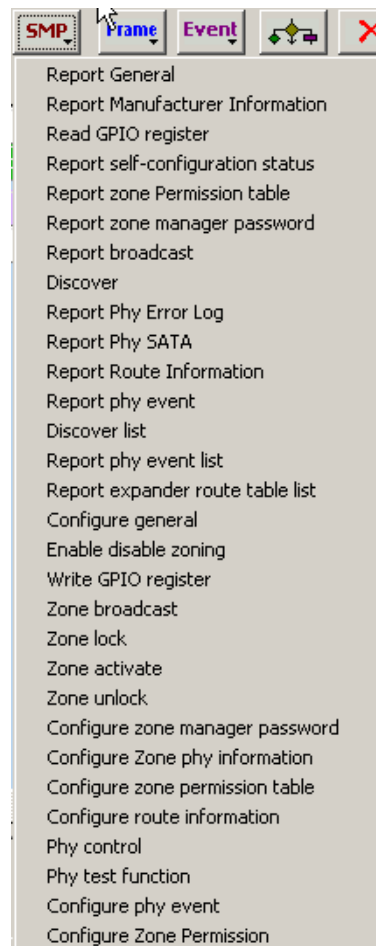 SMP Frame Event
Report General
Report Manufacturer Information
Read GPIO register
Report self-configuration status
Report zone Permission table
Report zone manager password
Report broadcast
Discover
Report Phy Error Log
Report Phy SATA
Report Route Information
Report phy event
Discover list
Report phy event list
Report expander route table list
Configure general
Enable disable zoning
Write GPIO register
Zone broadcast
Zone lock
Zone activate
Zone unlock
Configure zone manager password
Configure Zone phy information
Configure zone permission table
Configure route information
Phy control
Phy test function
Configure phy event
Configure Zone Permission